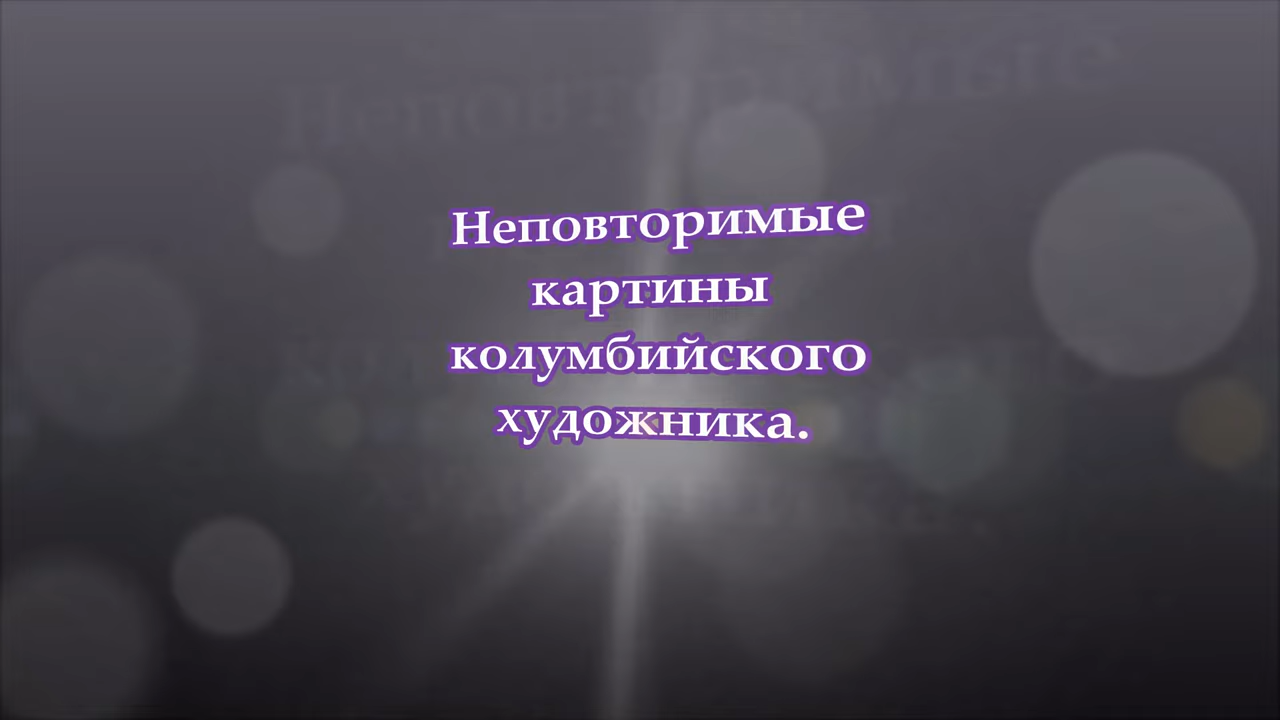 Неповторимые
картины
колумбийского
художника.